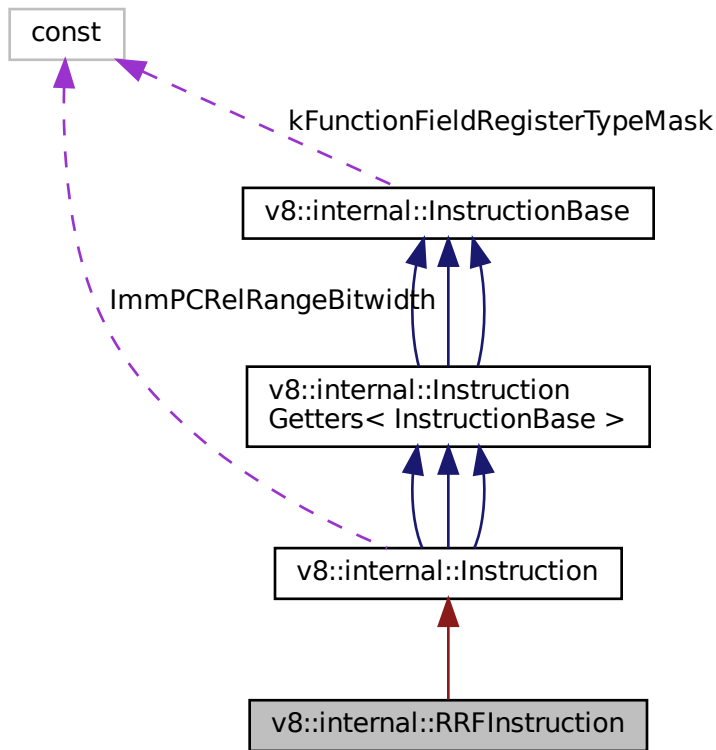 const
kFunctionFieldRegisterTypeMask
v8::internal::InstructionBase
ImmPCRelRangeBitwidth
v8::internal::Instruction
Getters< InstructionBase >
v8::internal::Instruction
v8::internal::RRFInstruction